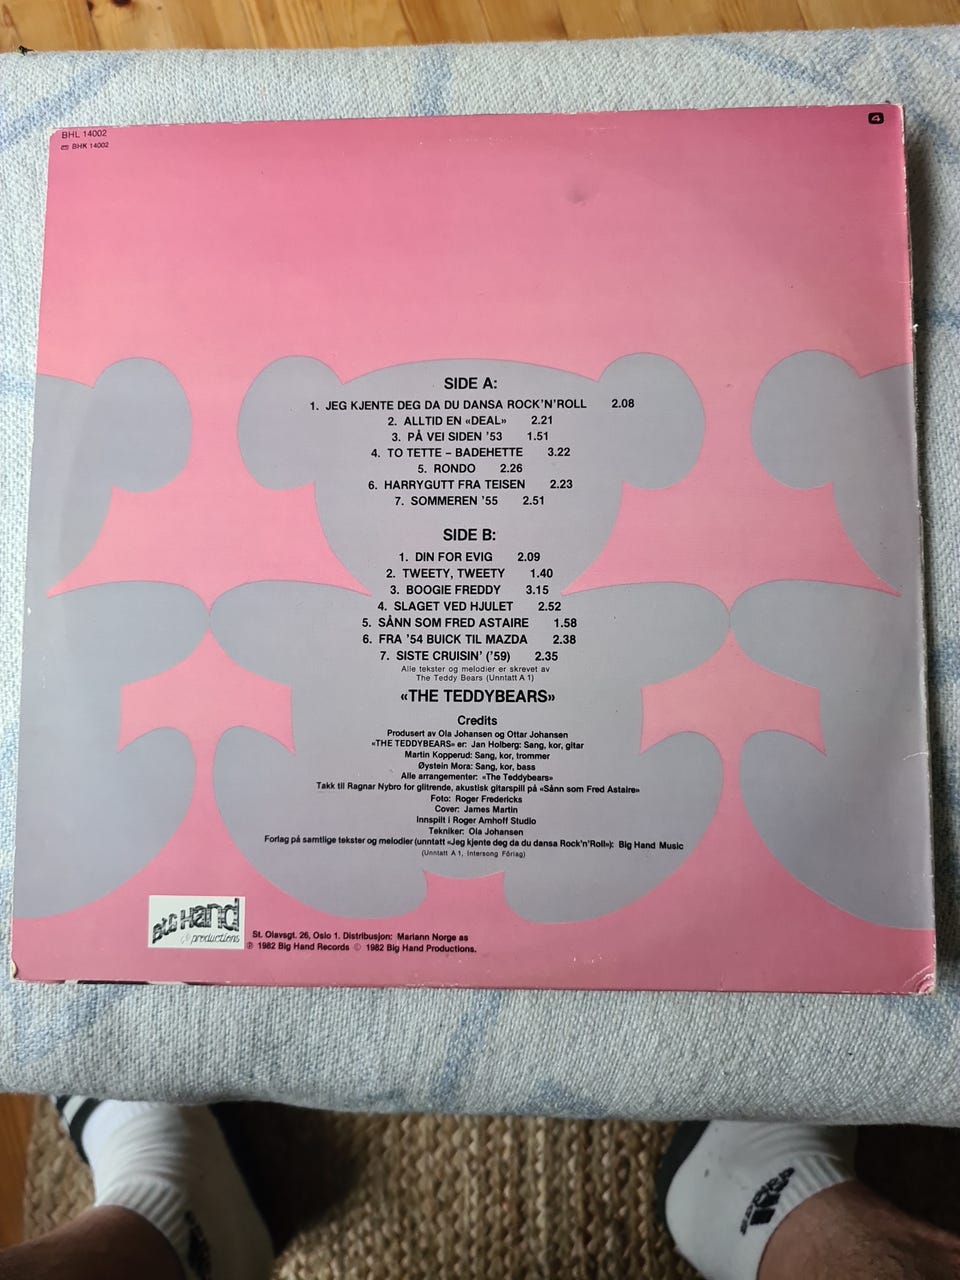 BHL 14002
BHK 14002
4
SIDE A:
1. JEG KJENTE DEG DA DU DANSA ROCK'N'ROLL 2.08
2. ALLTID EN «DEAL» 2.21
3. PÅ VEI SIDEN '53 1.51
4. TO TETTE – BADEHETTE 3.22
5. RONDO 2.26
6. HARRYGUTT FRA TEISEN 2.23
7. SOMMEREN '55 2.51
SIDE B:
1. DIN FOR EVIG 2.09
2. TWEETY, TWEETY 1.40
3. BOOGIE FREDDY 3.15
4. SLAGET VED HJULET 2.52
5. SÅNN SOM FRED ASTAIRE 1.58
6. FRA '54 BUICK TIL MAZDA 2.38
7. SISTE CRUISIN' ('59) 2.35
Alle tekster og melodier er skrevet av
The Teddy Bears (Unntatt A 1)
«THE TEDDYBEARS»
Credits
Produsert av Ola Johansen og Ottar Johansen
«THE TEDDYBEARS» er: Jan Holberg: Sang, kor, gitar
Martin Kopperud: Sang, kor, trommer
Øystein Mora: Sang, kor, bass
Alle arrangementer: «The Teddybears»
Takk til Ragnar Nybro for glitrende, akustisk gitarspill på «Sånn som Fred Astaire»
Foto: Roger Fredericks
Cover: James Martin
Innspilt i Roger Arnhoff Studio
Tekniker: Ola Johansen
Forlag på samtlige tekster og melodier (unntatt «Jeg kjente deg da du dansa Rock'n'Roll»): Big Hand Music
(Unntatt A 1, Intersong Förlag)
BIG HAND
productions
St. Olavsgt. 26, Oslo 1. Distribusjon: Mariann Norge as
℗ 1982 Big Hand Records © 1982 Big Hand Productions.
adidas